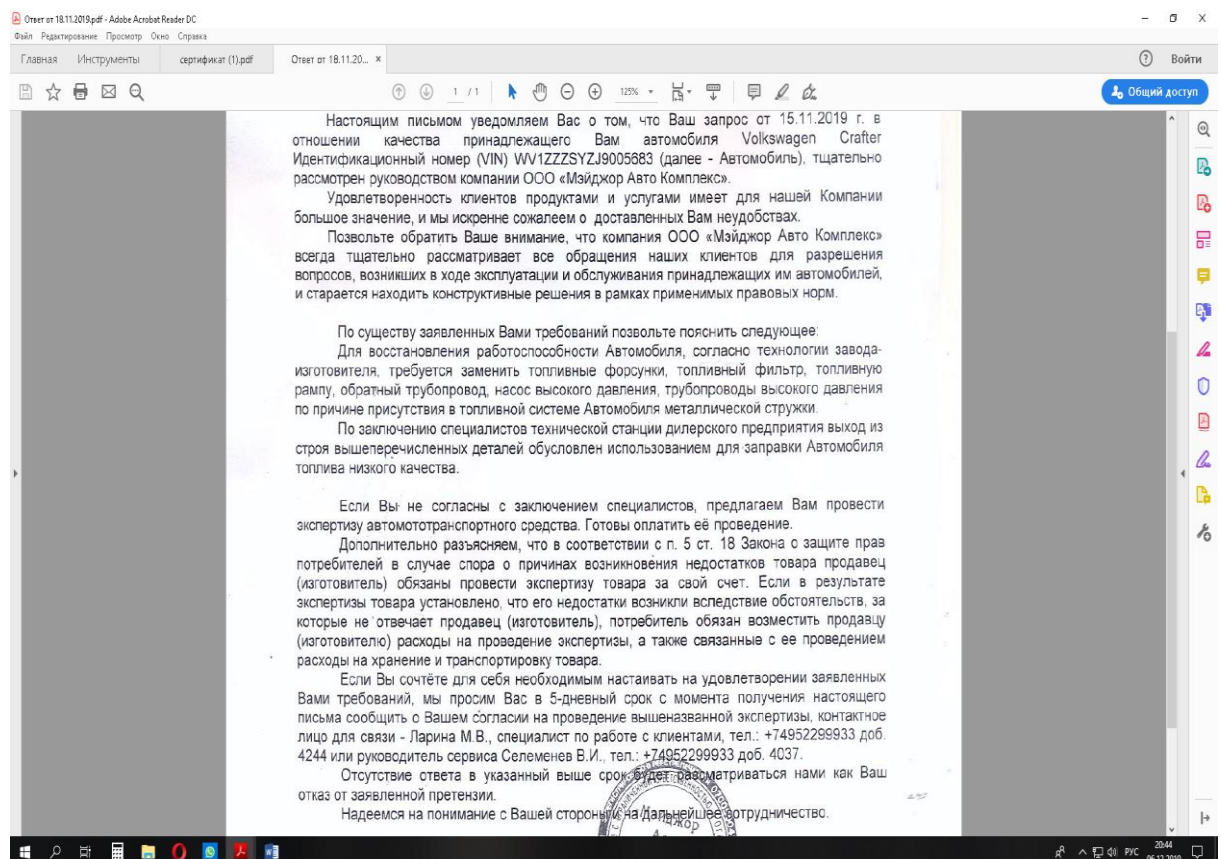 Ответ от 18.11.2019.pdf - Adobe Acrobat Reader DC
Файл Редактирование Просмотр Окно Справка
Главная Инструменты сертификат (1).pdf Ответ от 18.11.20... × Войти
1 / 1 125% Общий доступ
Настоящим письмом уведомляем Вас о том, что Ваш запрос от 15.11.2019 г. в
отношении качества принадлежащего Вам автомобиля Volkswagen Crafter
Идентификационный номер (VIN) WV1ZZZSYZJ9005683 (далее - Автомобиль), тщательно
рассмотрен руководством компании ООО «Мэйджор Авто Комплекс».
Удовлетворенность клиентов продуктами и услугами имеет для нашей Компании
большое значение, и мы искренне сожалеем о доставленных Вам неудобствах.
Позвольте обратить Ваше внимание, что компания ООО «Мэйджор Авто Комплекс»
всегда тщательно рассматривает все обращения наших клиентов для разрешения
вопросов, возникших в ходе эксплуатации и обслуживания принадлежащих им автомобилей,
и старается находить конструктивные решения в рамках применимых правовых норм.
По существу заявленных Вами требований позвольте пояснить следующее:
Для восстановления работоспособности Автомобиля, согласно технологии завода-
изготовителя, требуется заменить топливные форсунки, топливный фильтр, топливную
рампу, обратный трубопровод, насос высокого давления, трубопроводы высокого давления
по причине присутствия в топливной системе Автомобиля металлической стружки.
По заключению специалистов технической станции дилерского предприятия выход из
строя вышеперечисленных деталей обусловлен использованием для заправки Автомобиля
топлива низкого качества.
Если Вы не согласны с заключением специалистов, предлагаем Вам провести
экспертизу автомототранспортного средства. Готовы оплатить её проведение.
Дополнительно разъясняем, что в соответствии с п. 5 ст. 18 Закона о защите прав
потребителей в случае спора о причинах возникновения недостатков товара продавец
(изготовитель) обязаны провести экспертизу товара за свой счет. Если в результате
экспертизы товара установлено, что его недостатки возникли вследствие обстоятельств, за
которые не отвечает продавец (изготовитель), потребитель обязан возместить продавцу
(изготовителю) расходы на проведение экспертизы, а также связанные с ее проведением
расходы на хранение и транспортировку товара.
Если Вы сочтёте для себя необходимым настаивать на удовлетворении заявленных
Вами требований, мы просим Вас в 5-дневный срок с момента получения настоящего
письма сообщить о Вашем согласии на проведение вышеназванной экспертизы, контактное
лицо для связи - Ларина М.В., специалист по работе с клиентами, тел.: +74952299933 доб.
4244 или руководитель сервиса Селеменев В.И., тел.: +74952299933 доб. 4037.
Отсутствие ответа в указанный выше срок будет рассматриваться нами как Ваш
отказ от заявленной претензии.
Надеемся на понимание с Вашей стороны и на дальнейшее сотрудничество.
Мэйджор
РУС 20:44
06.12.2019